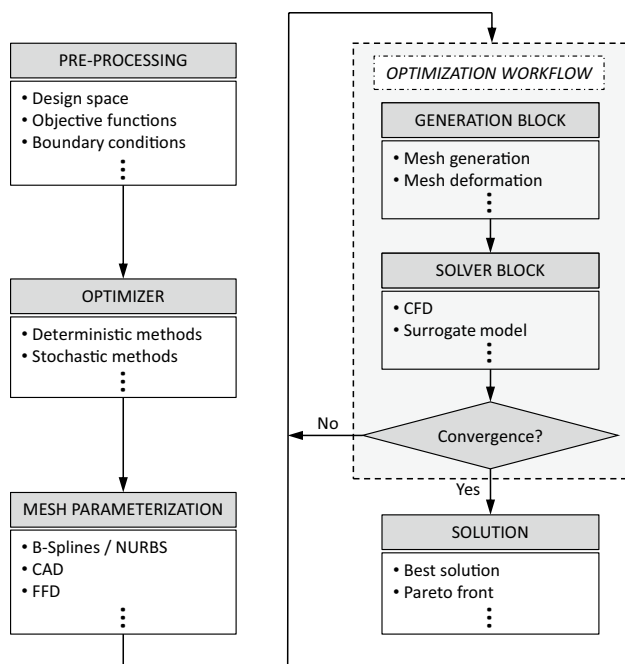 PRE-PROCESSING
• Design space
• Objective functions
• Boundary conditions
OPTIMIZER
• Deterministic methods
• Stochastic methods
MESH PARAMETERIZATION
• B-Splines / NURBS
• CAD
• FFD
OPTIMIZATION WORKFLOW
GENERATION BLOCK
• Mesh generation
• Mesh deformation
SOLVER BLOCK
• CFD
• Surrogate model
Convergence?
No
Yes
SOLUTION
• Best solution
• Pareto front